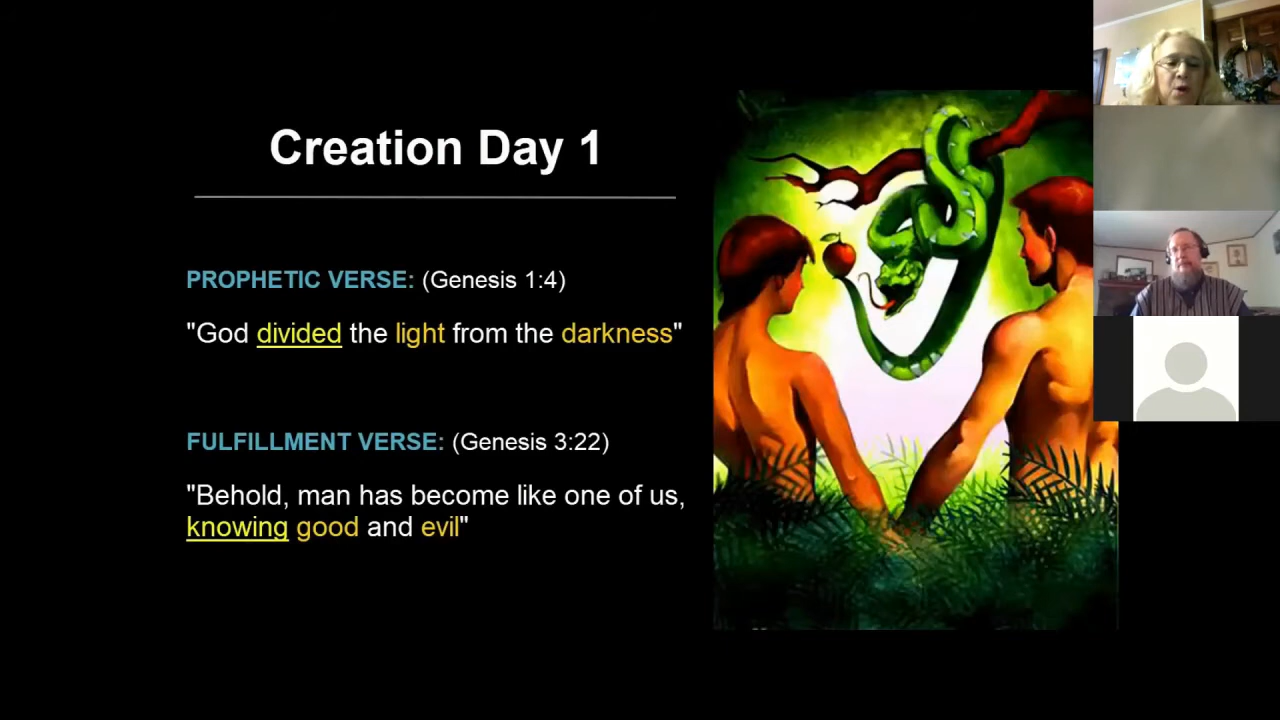 Creation Day 1
PROPHETIC VERSE: (Genesis 1:4)
"God divided the light from the darkness"
FULFILLMENT VERSE: (Genesis 3:22)
"Behold, man has become like one of us,
knowing good and evil"